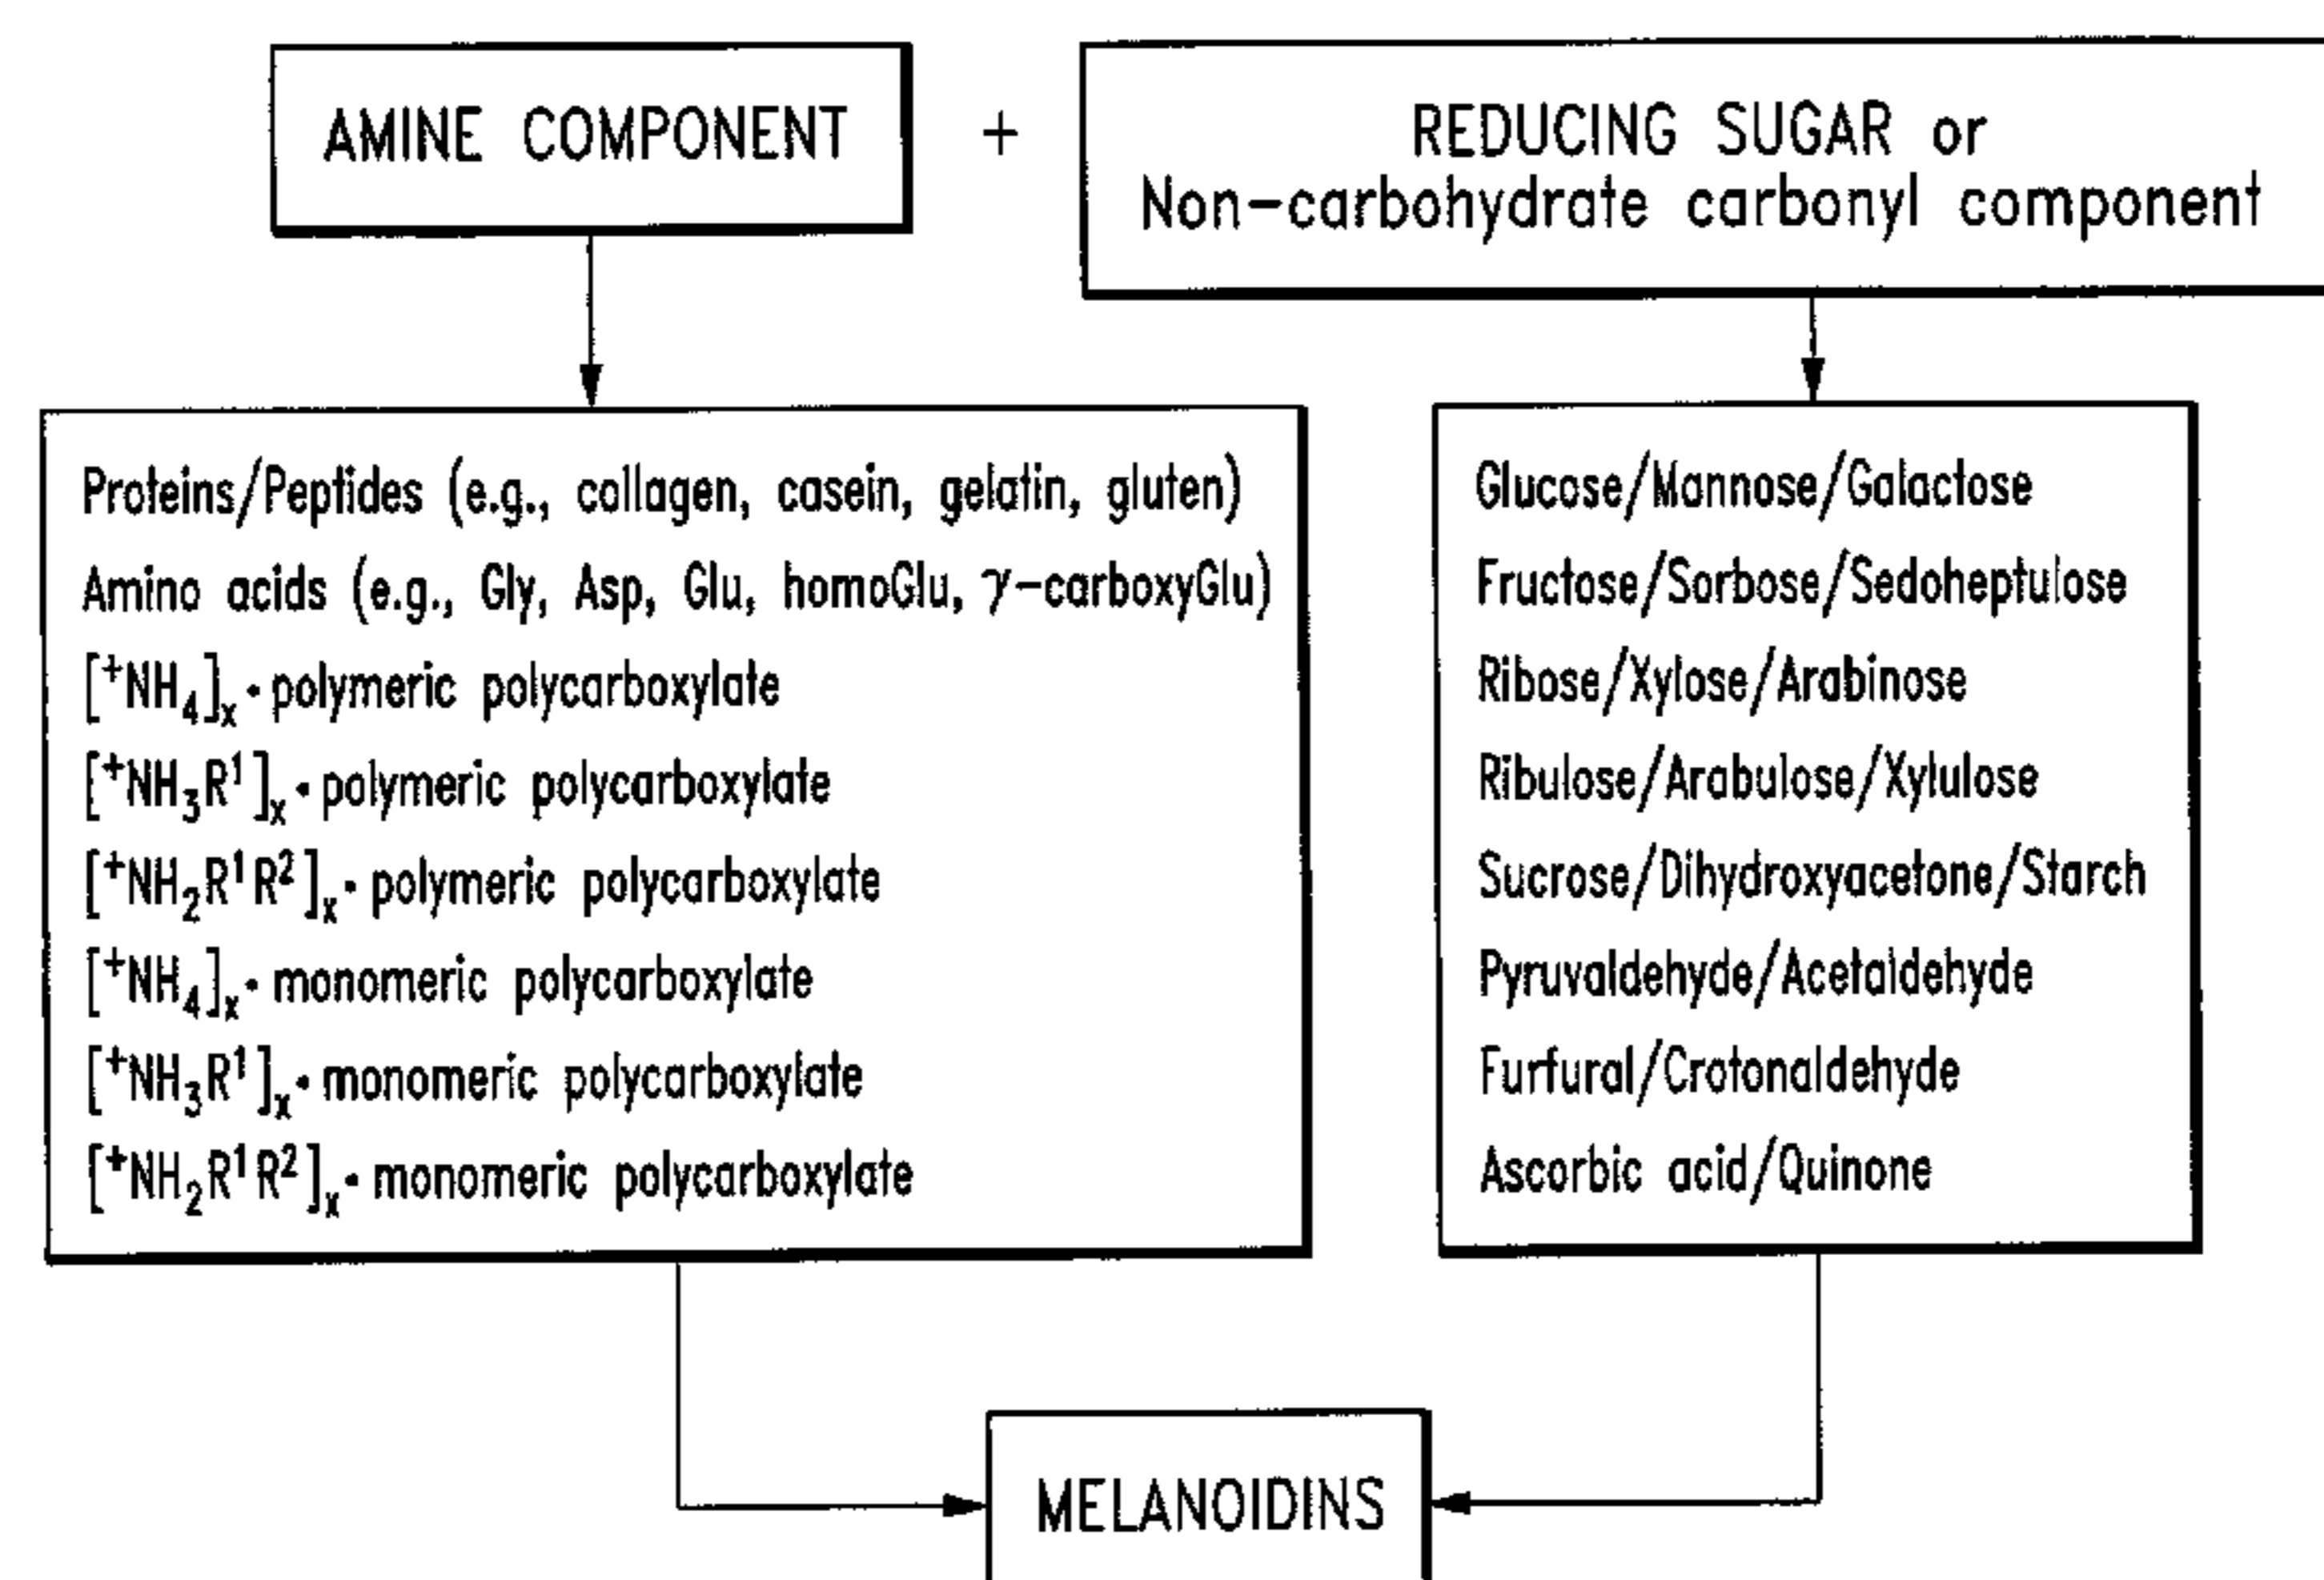 AMINE COMPONENT
+
REDUCING SUGAR or
Non-carbohydrate carbonyl component
Proteins/Peptides (e.g., collagen, casein, gelatin, gluten)
Amino acids (e.g., Gly, Asp, Glu, homoGlu, γ-carboxyGlu)
[⁺NH₄]ₓ • polymeric polycarboxylate
[⁺NH₃R¹]ₓ • polymeric polycarboxylate
[⁺NH₂R¹R²]ₓ • polymeric polycarboxylate
[⁺NH₄]ₓ • monomeric polycarboxylate
[⁺NH₃R¹]ₓ • monomeric polycarboxylate
[⁺NH₂R¹R²]ₓ • monomeric polycarboxylate
Glucose/Mannose/Galactose
Fructose/Sorbose/Sedoheptulose
Ribose/Xylose/Arabinose
Ribulose/Arabulose/Xylulose
Sucrose/Dihydroxyacetone/Starch
Pyruvaldehyde/Acetaldehyde
Furfural/Crotonaldehyde
Ascorbic acid/Quinone
MELANOIDINS